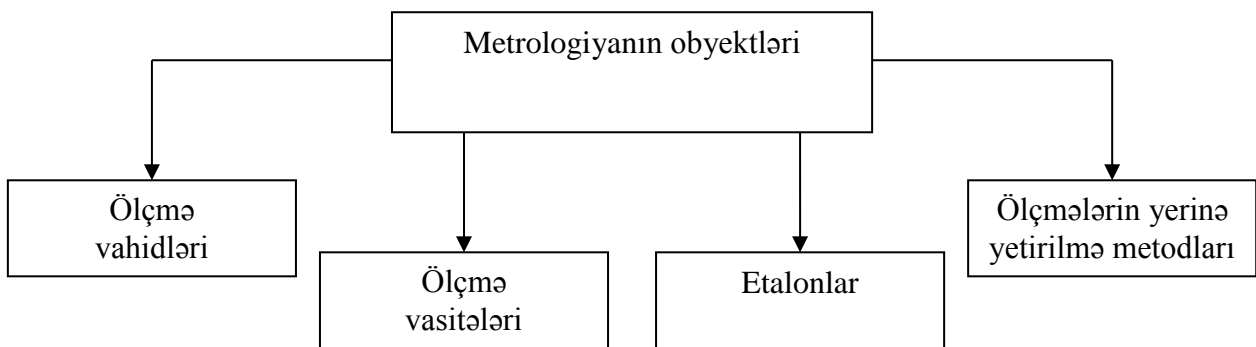 Metrologiyanın obyektləri
Ölçmə
vahidləri
Ölçmə
vasitələri
Etalonlar
Ölçmələrin yerinə
yetirilmə metodları